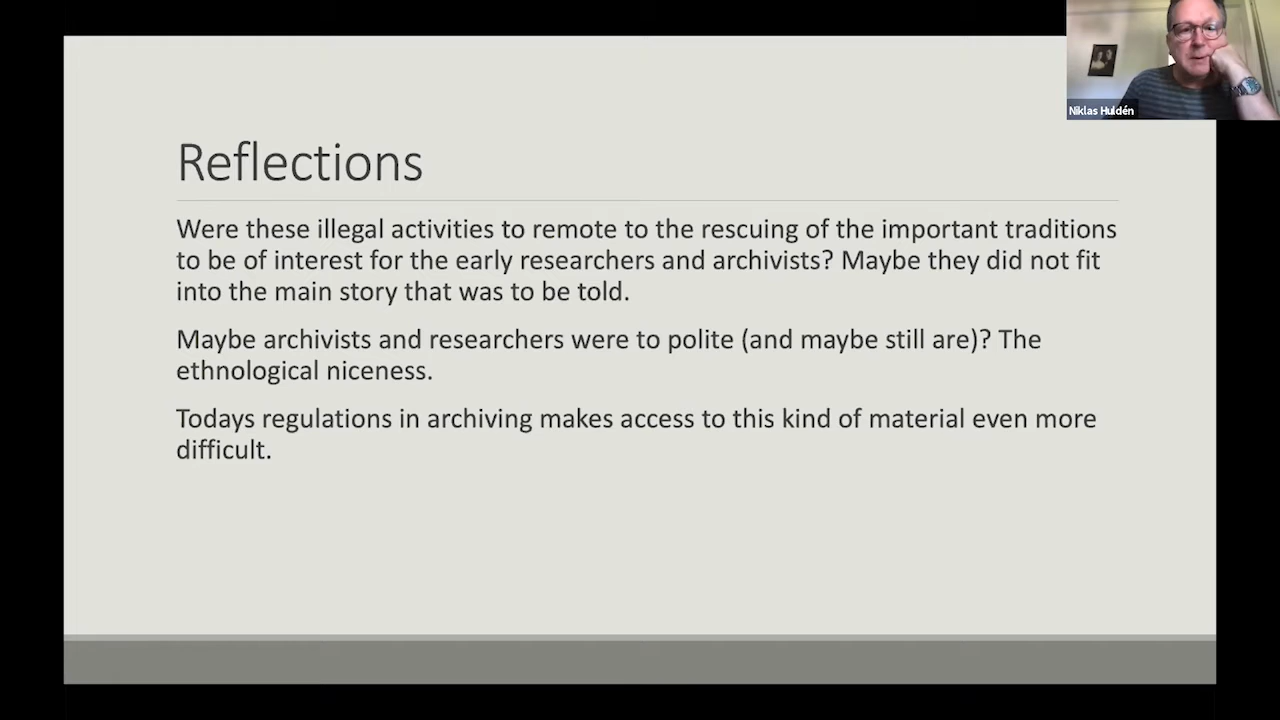 Niklas Huldén
Reflections
Were these illegal activities to remote to the rescuing of the important traditions
to be of interest for the early researchers and archivists? Maybe they did not fit
into the main story that was to be told.
Maybe archivists and researchers were to polite (and maybe still are)? The
ethnological niceness.
Todays regulations in archiving makes access to this kind of material even more
difficult.